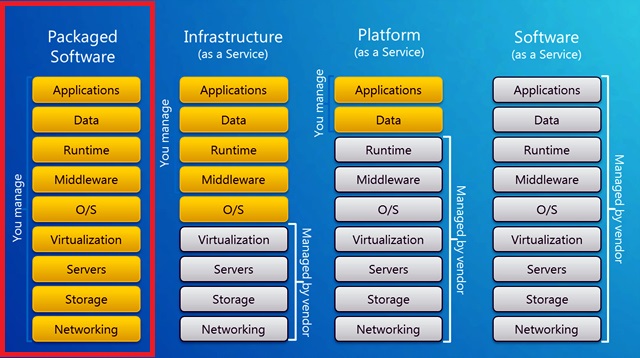 Packaged
Software
You manage
Applications
Data
Runtime
Middleware
O/S
Virtualization
Servers
Storage
Networking
Infrastructure
(as a Service)
You manage
Applications
Data
Runtime
Middleware
O/S
Virtualization
Servers
Storage
Networking
Managed by vendor
Platform
(as a Service)
You manage
Applications
Data
Runtime
Middleware
O/S
Virtualization
Servers
Storage
Networking
Managed by vendor
Software
(as a Service)
Applications
Data
Runtime
Middleware
O/S
Virtualization
Servers
Storage
Networking
Managed by vendor